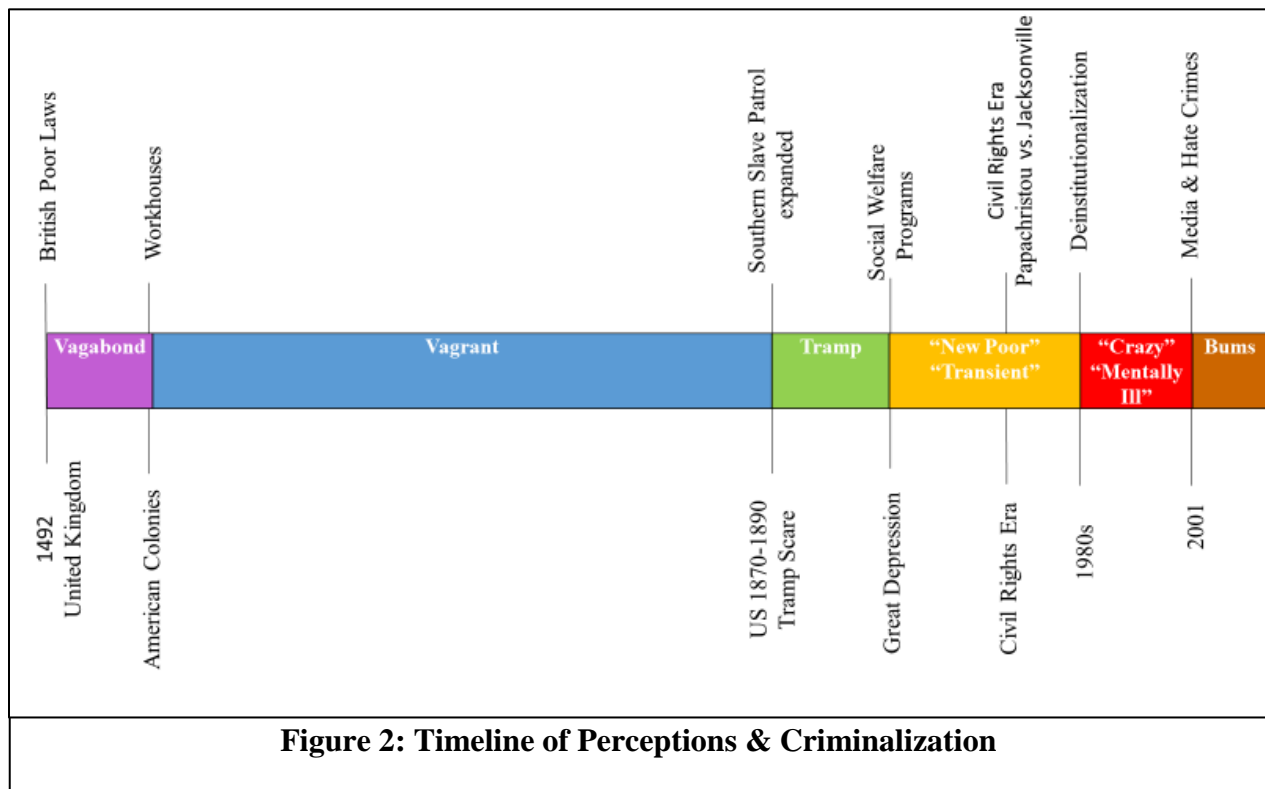 British Poor Laws
Workhouses
Southern Slave Patrol
expanded
Social Welfare
Programs
Civil Rights Era
Papachristou vs. Jacksonville
Deinstitutionalization
Media & Hate Crimes
Vagabond
Vagrant
Tramp
“New Poor”
“Transient”
“Crazy”
“Mentally
Ill”
Bums
1492
United Kingdom
American Colonies
US 1870-1890
Tramp Scare
Great Depression
Civil Rights Era
1980s
2001
Figure 2: Timeline of Perceptions & Criminalization